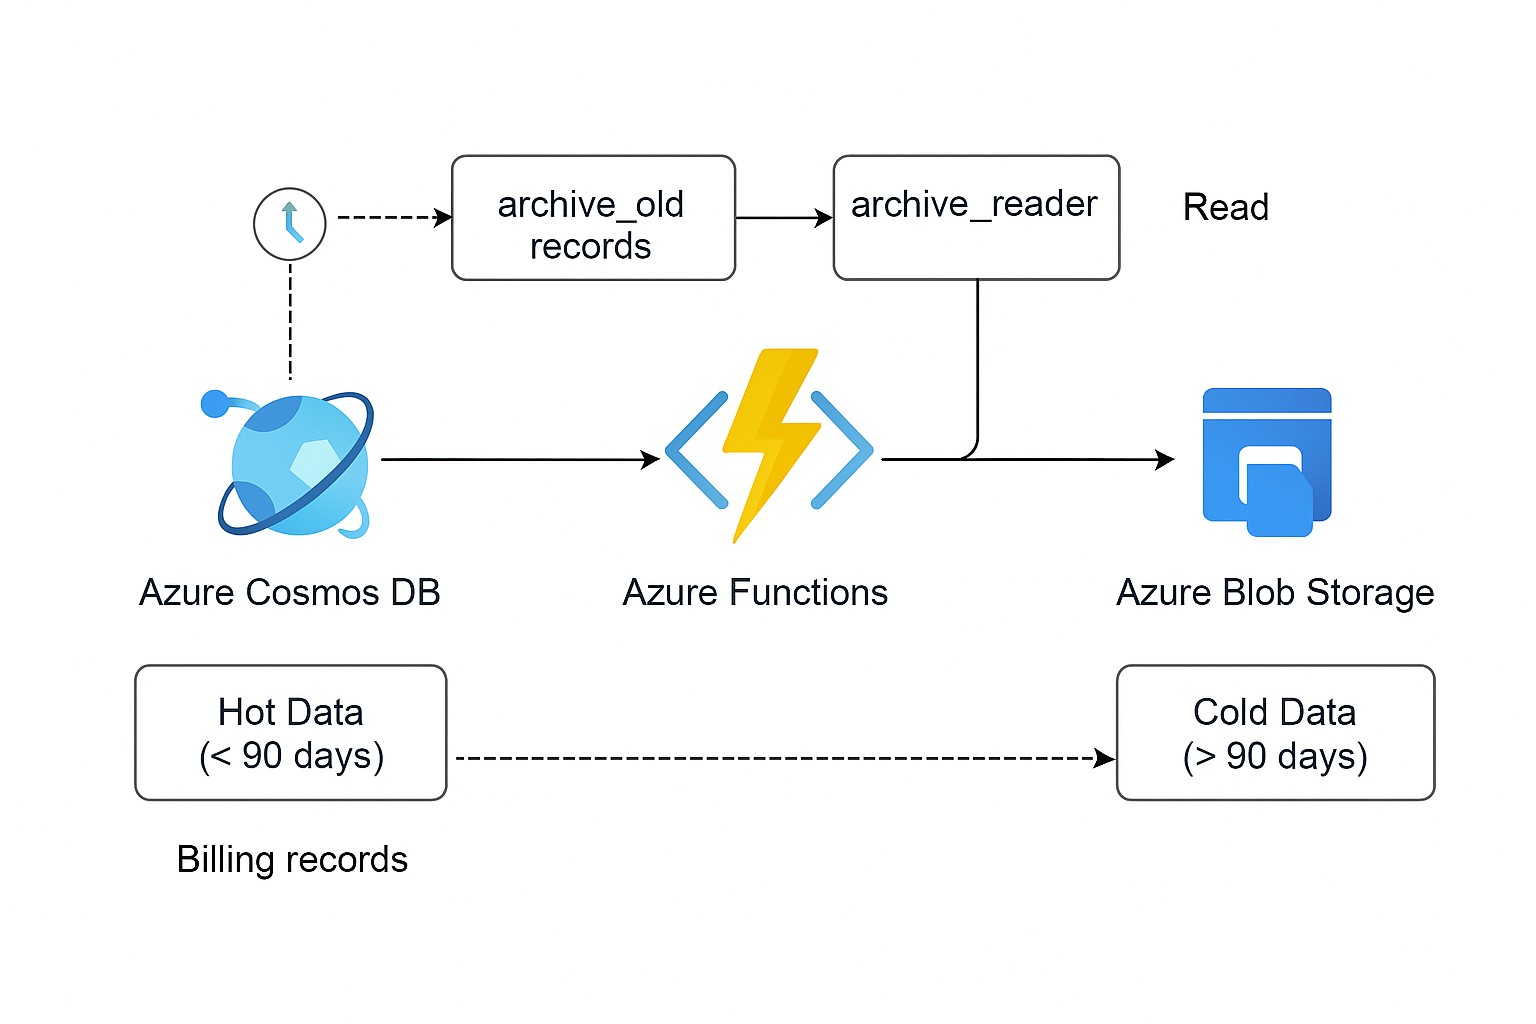 archive_old
records
archive_reader
Read
Azure Cosmos DB
Azure Functions
Azure Blob Storage
Hot Data
(< 90 days)
Cold Data
(> 90 days)
Billing records